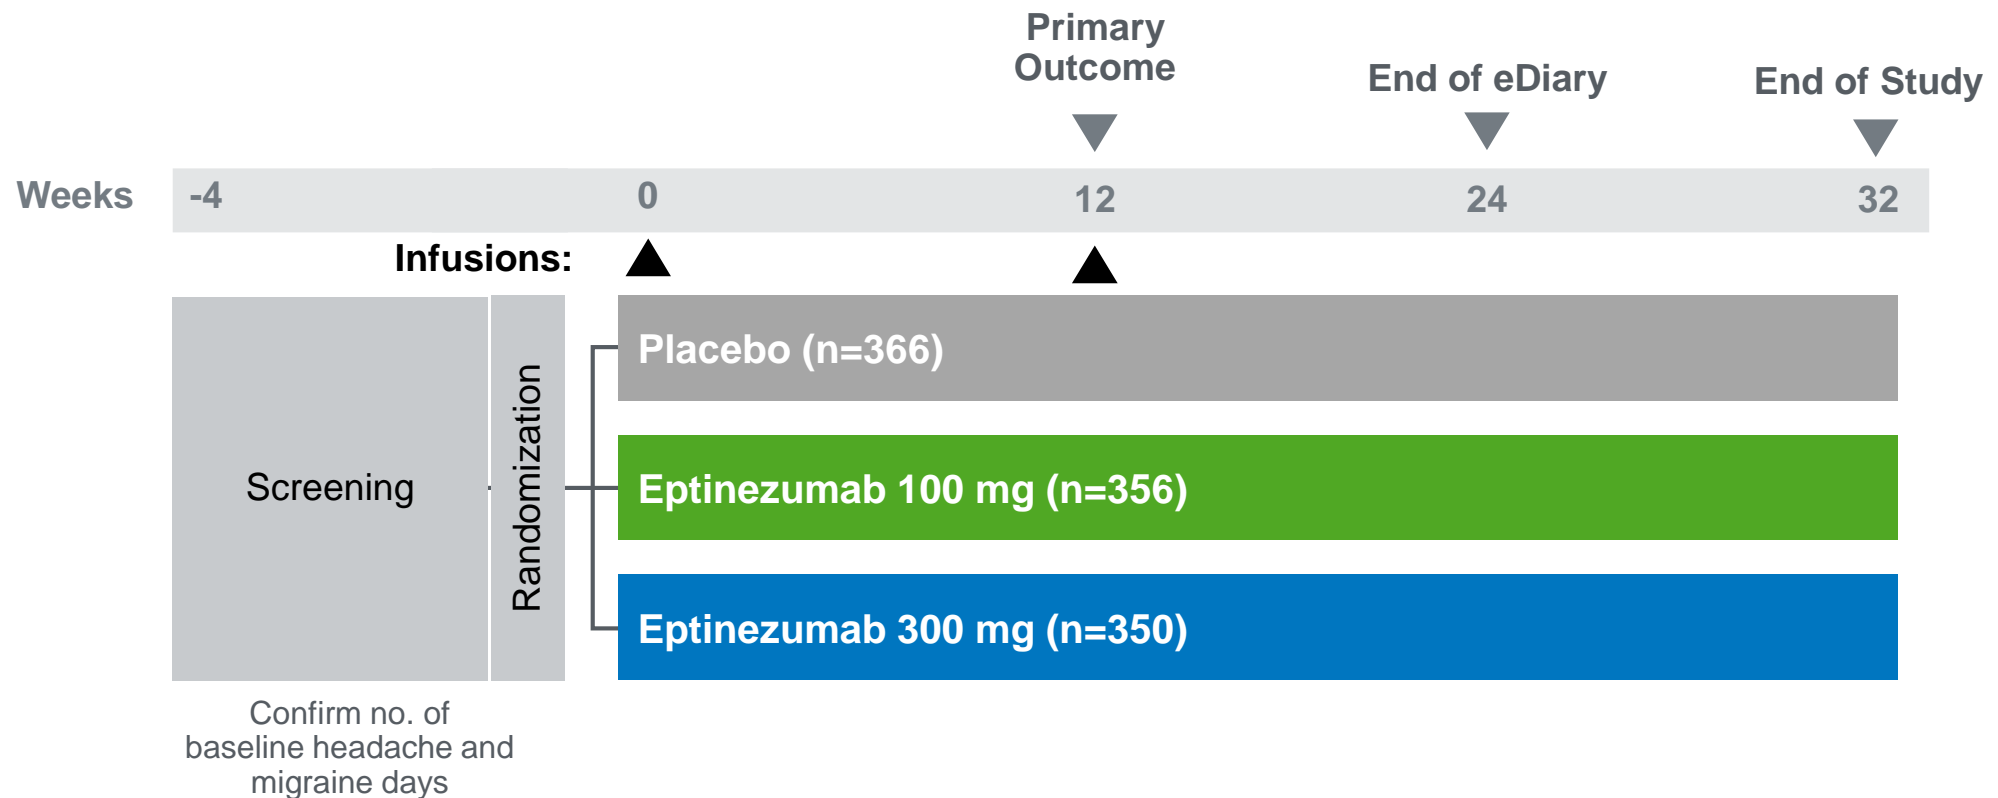 Primary
Outcome
End of eDiary
End of Study
Weeks
-4
0
12
24
32
Infusions:
Screening
Randomization
Placebo (n=366)
Eptinezumab 100 mg (n=356)
Eptinezumab 300 mg (n=350)
Confirm no. of
baseline headache and
migraine days